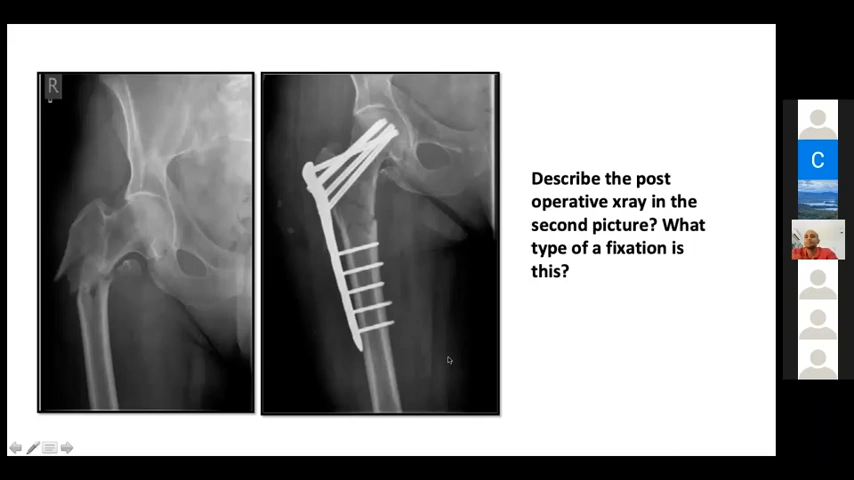 R
Describe the post
operative xray in the
second picture? What
type of a fixation is
this?
C